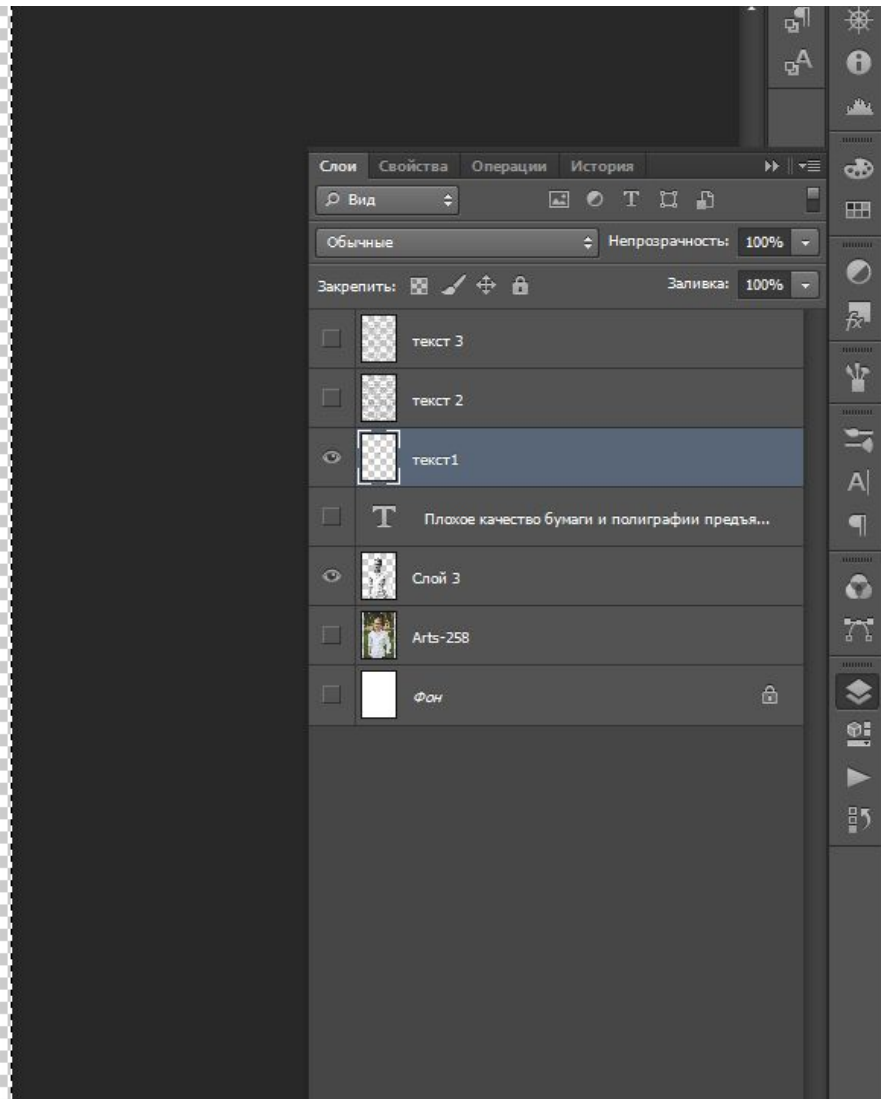 Слои Свойства Операции История
Вид
Обычные Непрозрачность: 100%
Закрепить: Заливка: 100%
текст 3
текст 2
текст1
Плохое качество бумаги и полиграфии предъя...
Слой 3
Arts-258
Фон